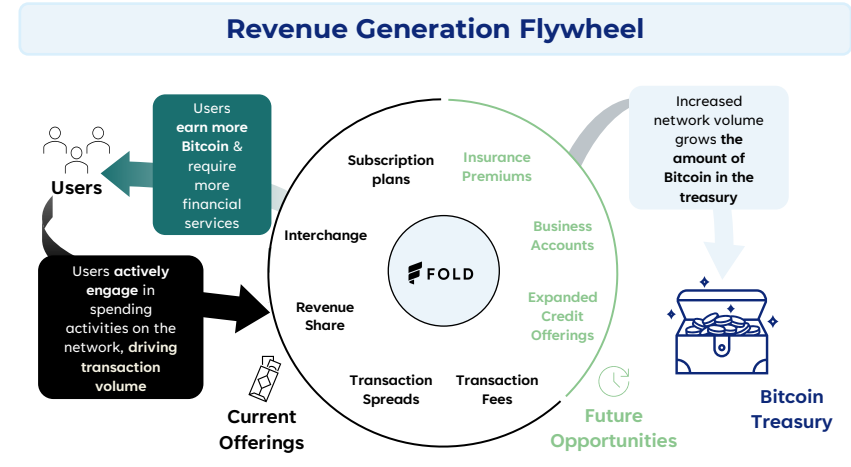 Revenue Generation Flywheel
Users
earn more
Bitcoin &
require
more
financial
services
Users
Users actively
engage in
spending
activities on the
network, driving
transaction
volume
Subscription
plans
Interchange
Revenue
Share
Transaction
Spreads
Transaction
Fees
Current
Offerings
FOLD
Insurance
Premiums
Business
Accounts
Expanded
Credit
Offerings
Future
Opportunities
Increased
network volume
grows the
amount of
Bitcoin in the
treasury
Bitcoin
Treasury